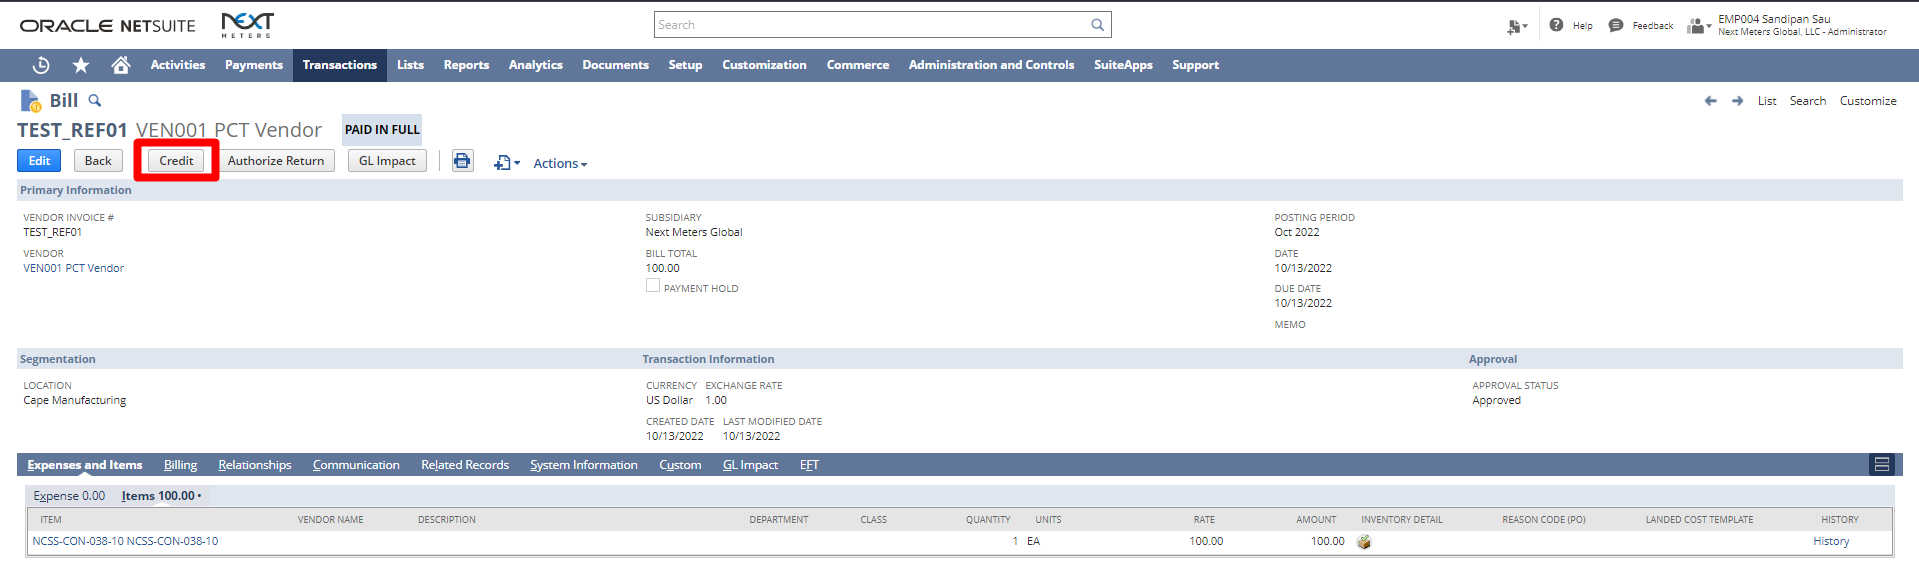 ORACLE NETSUITE
NEXT
METERS
Search
Help
Feedback
EMP004 Sandipan Sau
Next Meters Global, LLC - Administrator
Activities Payments Transactions Lists Reports Analytics Documents Setup Customization Commerce Administration and Controls SuiteApps Support
Bill
List Search Customize
TEST_REF01 VEN001 PCT Vendor PAID IN FULL
Edit Back Credit Authorize Return GL Impact Actions
Primary Information
VENDOR INVOICE #
TEST_REF01
VENDOR
VEN001 PCT Vendor
SUBSIDIARY
Next Meters Global
BILL TOTAL
100.00
PAYMENT HOLD
POSTING PERIOD
Oct 2022
DATE
10/13/2022
DUE DATE
10/13/2022
MEMO
Segmentation Transaction Information Approval
LOCATION
Cape Manufacturing
CURRENCY EXCHANGE RATE
US Dollar 1.00
CREATED DATE LAST MODIFIED DATE
10/13/2022 10/13/2022
APPROVAL STATUS
Approved
Expenses and Items Billing Relationships Communication Related Records System Information Custom GL Impact EFT
Expense 0.00 Items 100.00 •
ITEM VENDOR NAME DESCRIPTION DEPARTMENT CLASS QUANTITY UNITS RATE AMOUNT INVENTORY DETAIL REASON CODE (PO) LANDED COST TEMPLATE HISTORY
NCSS-CON-038-10 NCSS-CON-038-10 1 EA 100.00 100.00 History